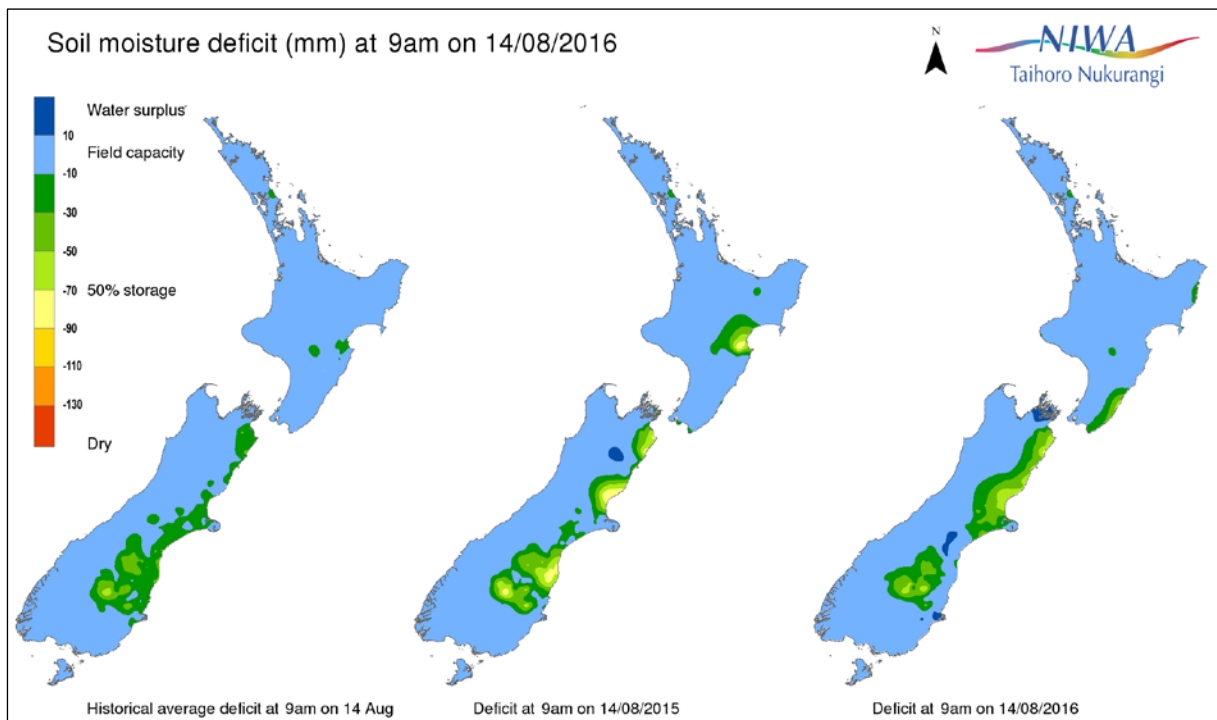 Soil moisture deficit (mm) at 9am on 14/08/2016
N
NIWA
Taihoro Nukurangi
Water surplus
10
Field capacity
-10
-30
-50
-70
50% storage
-90
-110
-130
Dry
Historical average deficit at 9am on 14 Aug
Deficit at 9am on 14/08/2015
Deficit at 9am on 14/08/2016